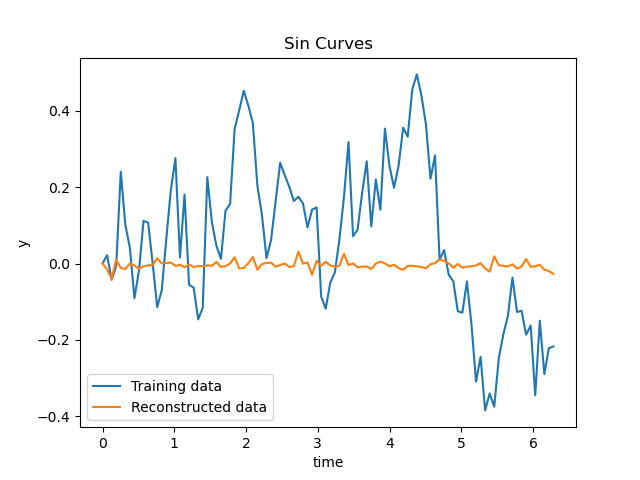 Sin Curves
0.4
0.2
0.0
−0.2
−0.4
y
Training data
Reconstructed data
0 1 2 3 4 5 6
time